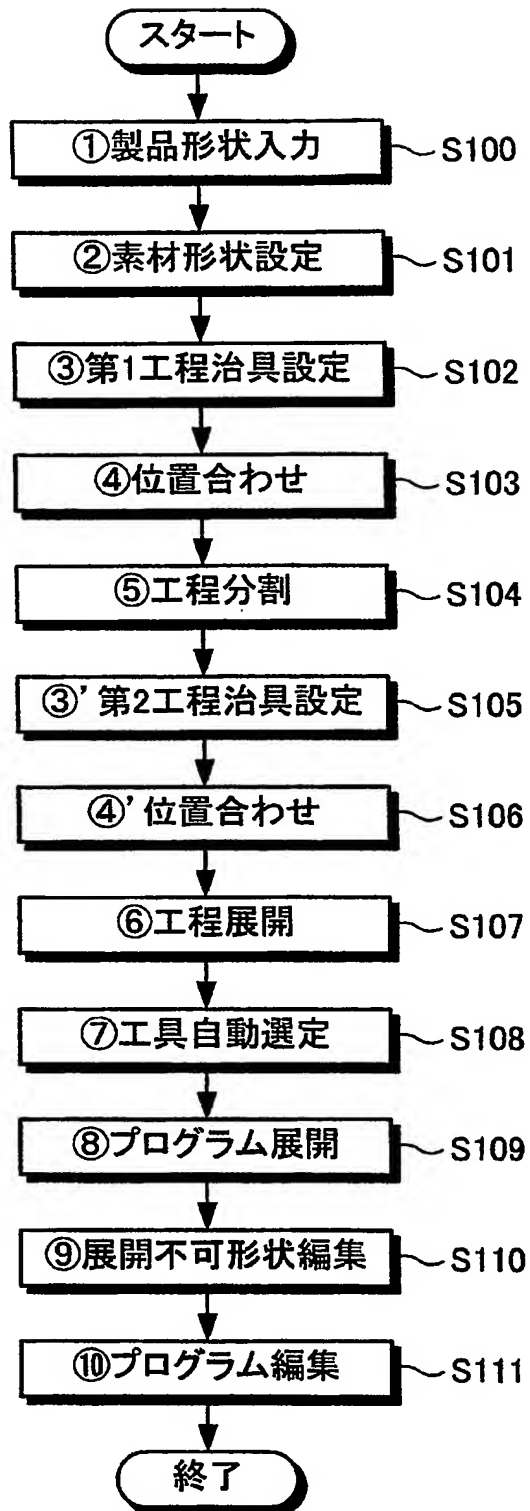 スタート
①製品形状入力 S100
②素材形状設定 S101
③第1工程治具設定 S102
④位置合わせ S103
⑤工程分割 S104
③'第2工程治具設定 S105
④'位置合わせ S106
⑥工程展開 S107
⑦工具自動選定 S108
⑧プログラム展開 S109
⑨展開不可形状編集 S110
⑩プログラム編集 S111
終了